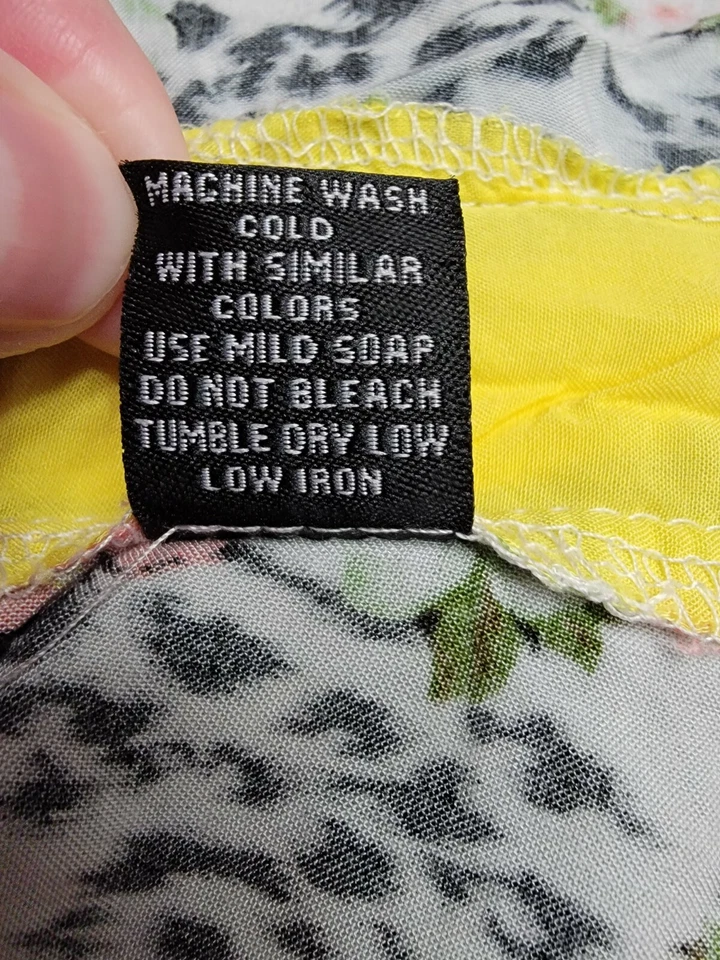 MACHINE WASH
COLD
WITH SIMILAR
COLORS
USE MILD SOAP
DO NOT BLEACH
TUMBLE DRY LOW
LOW IRON